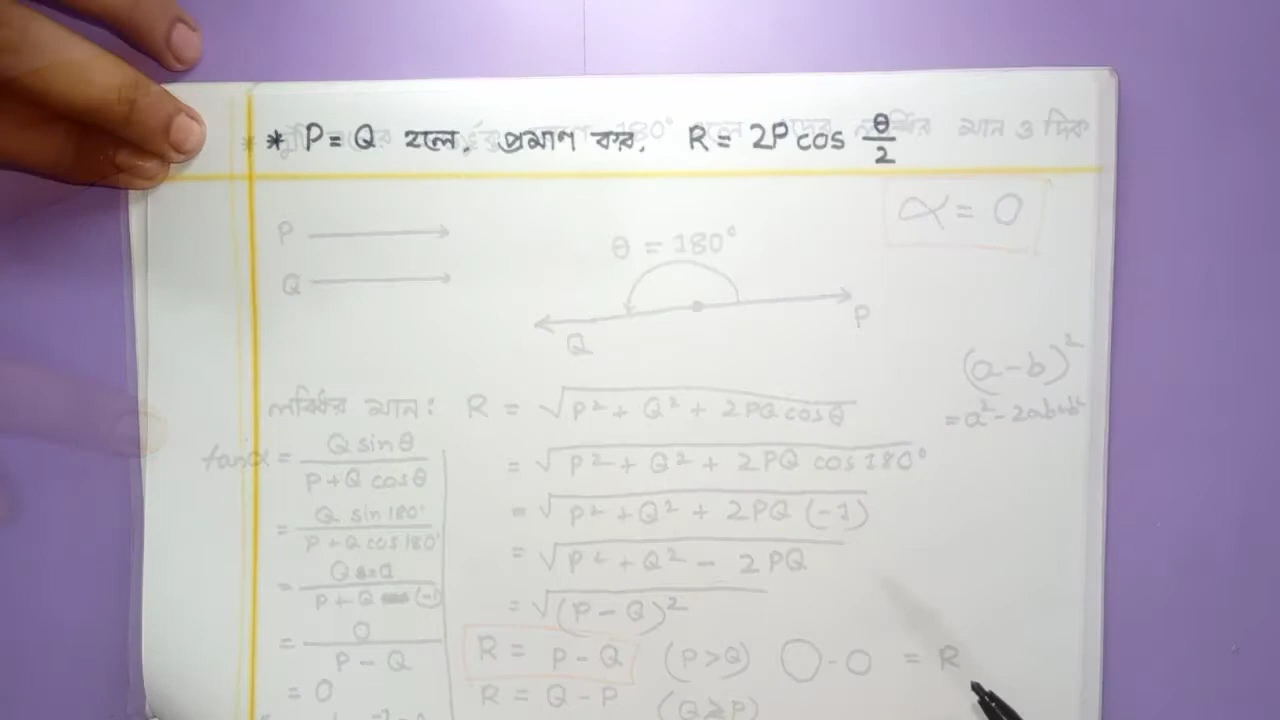 * P = Q হলে, প্রমাণ কর, R = 2P cos θ/2
180° মান ও দিক
α = 0
P
Q
θ = 180°
Q P
(a-b)²
= a² - 2ab + b²
লব্ধির মান: R = √(P² + Q² + 2PQ cosθ)
= √(P² + Q² + 2PQ cos 180°)
= √(P² + Q² + 2PQ (-1))
= √(P² + Q² - 2PQ)
= √((P - Q)²)
R = P - Q (P>Q) O - O = R
R = Q - P
tanα = Q sinθ / P + Q cosθ
= Q sin 180° / P + Q cos 180°
= / P + Q (-1)
= 0 / P - Q
= 0